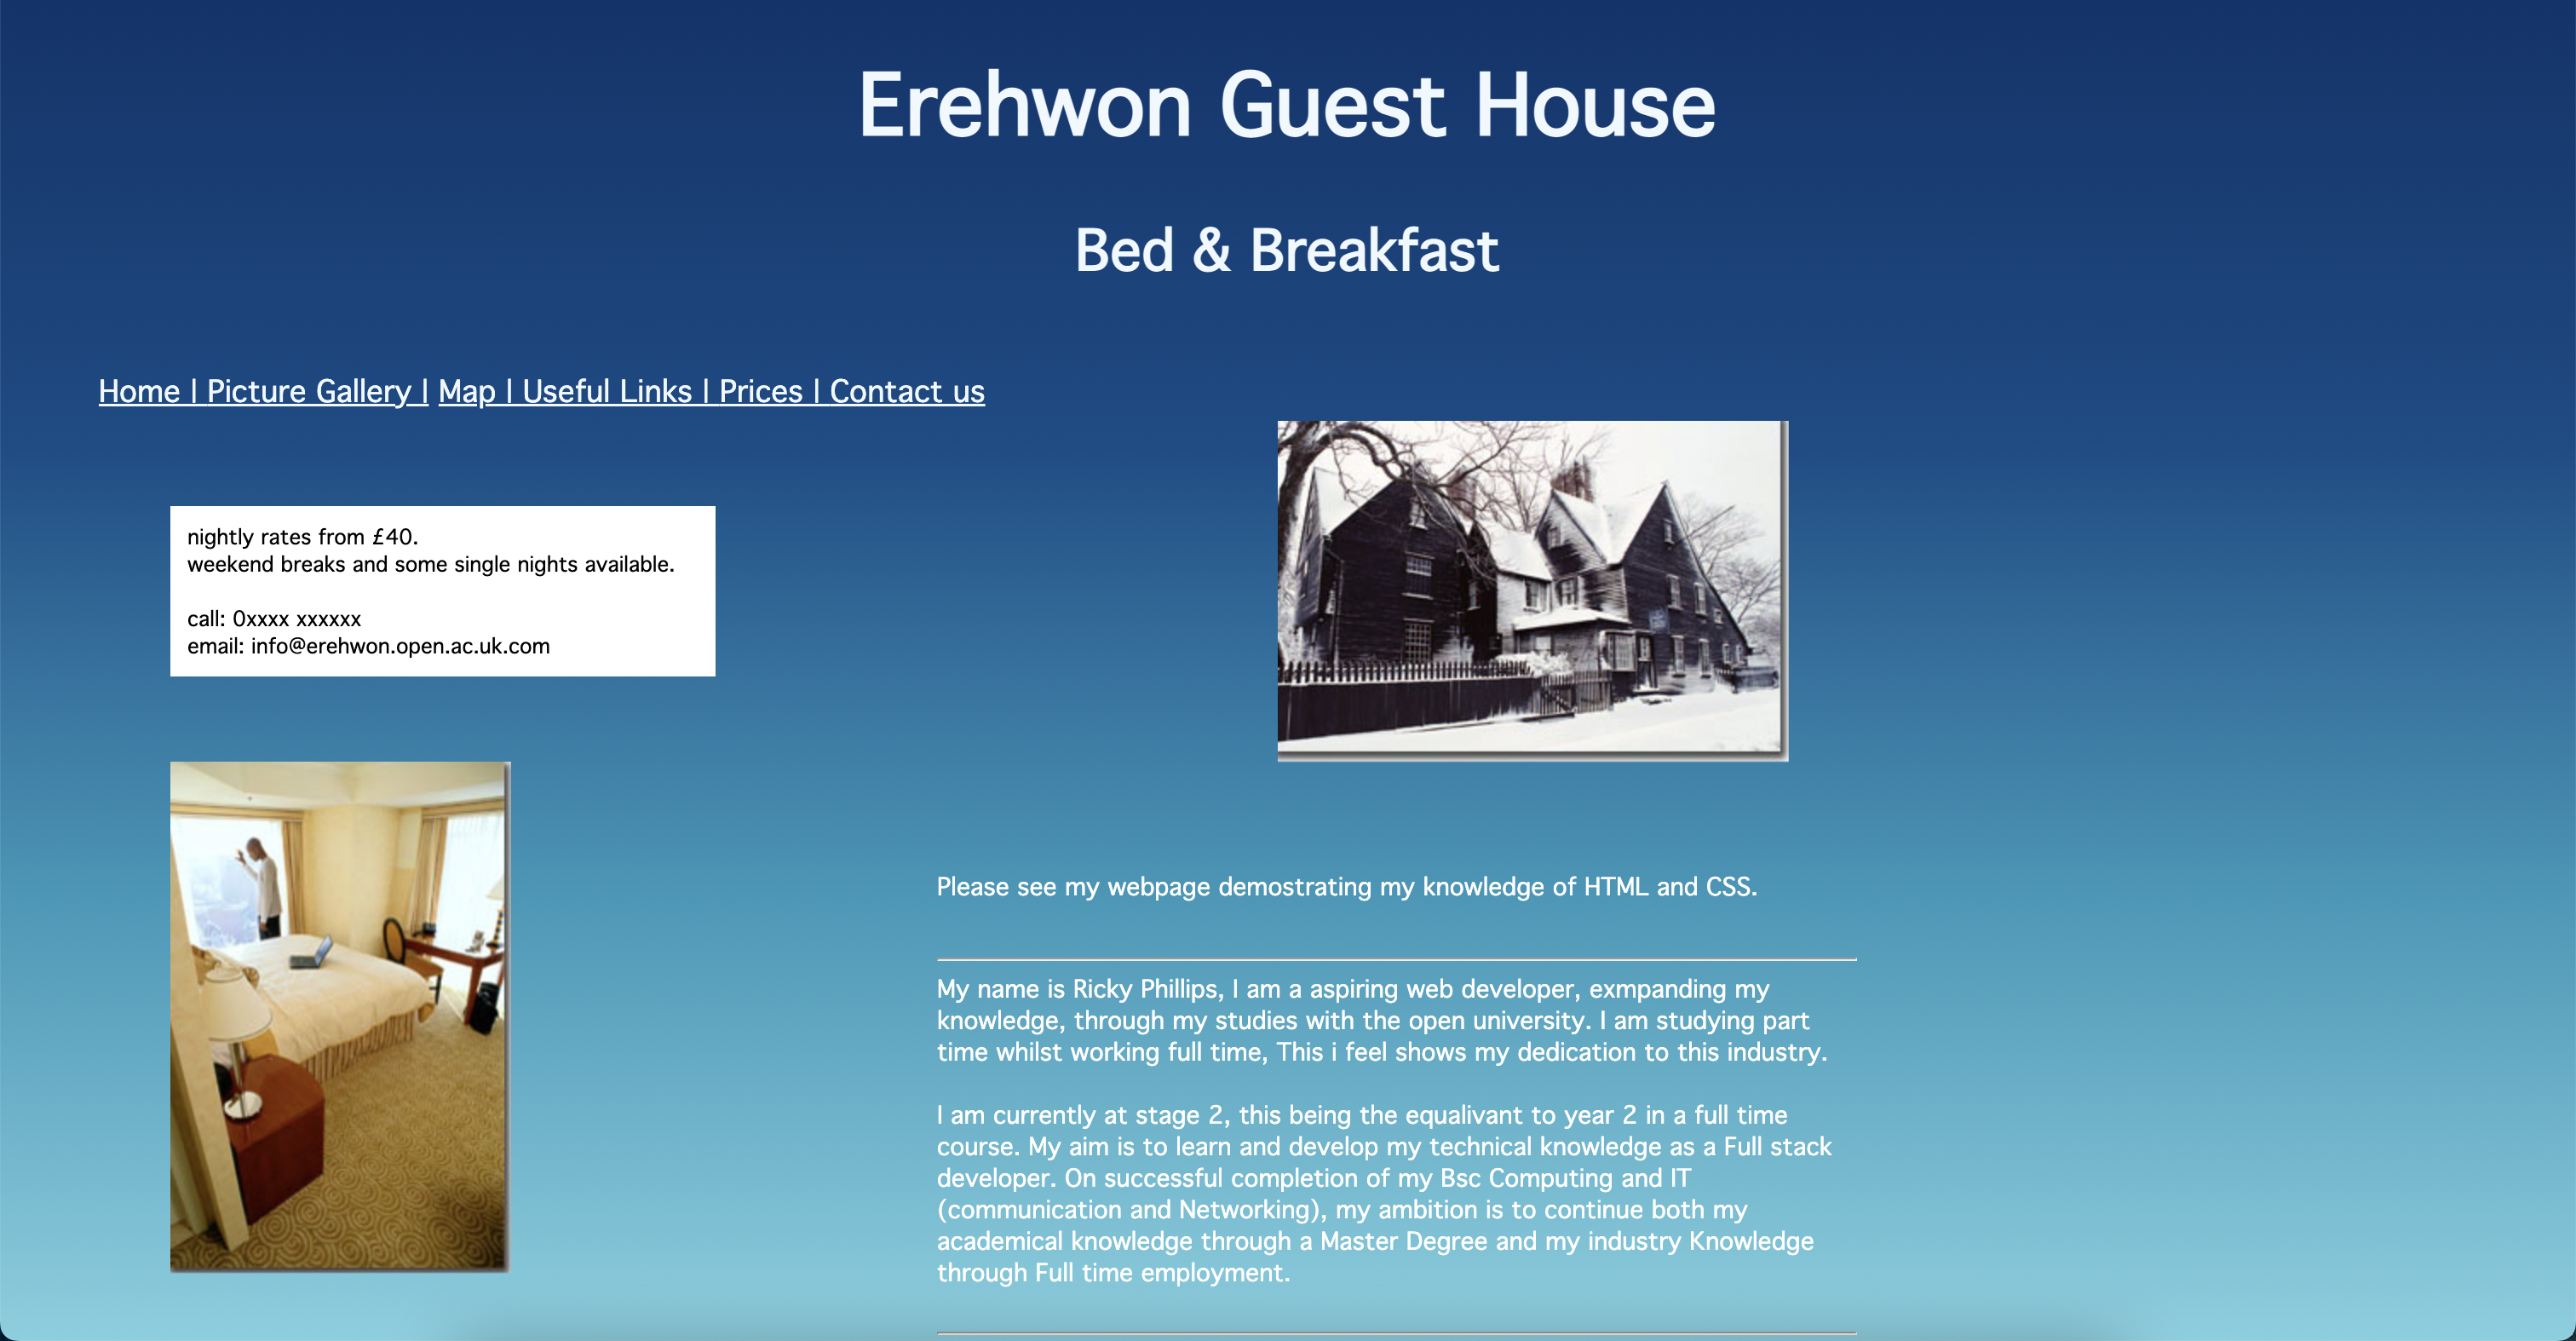 Erehwon Guest House
Bed & Breakfast
Home | Picture Gallery | Map | Useful Links | Prices | Contact us
nightly rates from £40.
weekend breaks and some single nights available.
call: 0xxxx xxxxxx
email: info@erehwon.open.ac.uk.com
Please see my webpage demostrating my knowledge of HTML and CSS.
My name is Ricky Phillips, I am a aspiring web developer, exmpanding my
knowledge, through my studies with the open university. I am studying part
time whilst working full time, This i feel shows my dedication to this industry.
I am currently at stage 2, this being the equalivant to year 2 in a full time
course. My aim is to learn and develop my technical knowledge as a Full stack
developer. On successful completion of my Bsc Computing and IT
(communication and Networking), my ambition is to continue both my
academical knowledge through a Master Degree and my industry Knowledge
through Full time employment.